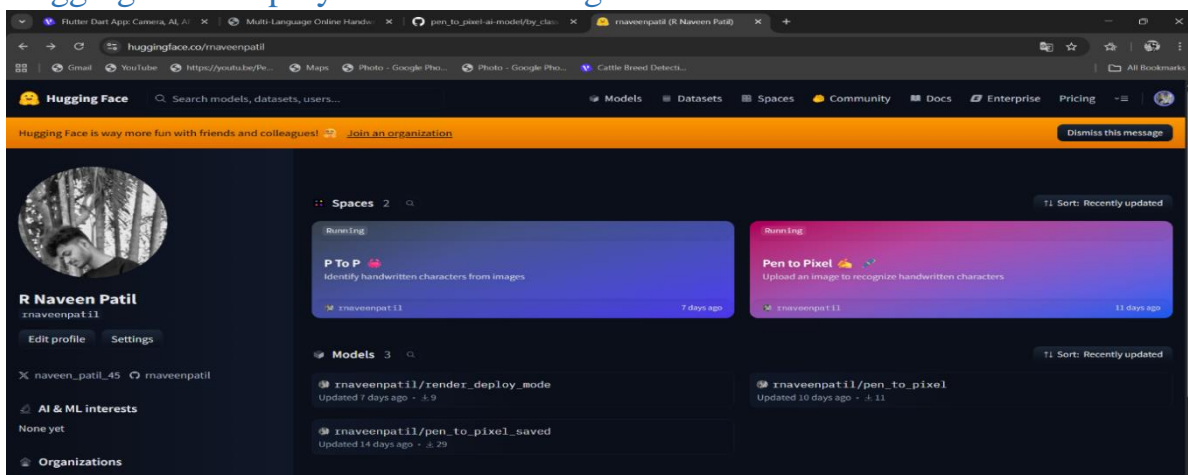 Flutter Dart App: Camera, AI, AI
Multi-Language Online Handw
pen_to_pixel-ai-model/by_clas
rnaveenpatil (R Naveen Patil)
huggingface.co/rnaveenpatil
Gmail
YouTube
https://youtu.be/Pe...
Maps
Photo - Google Pho...
Photo - Google Pho...
Cattle Breed Detecti...
All Bookmarks
Hugging Face
Search models, datasets, users...
Models
Datasets
Spaces
Community
Docs
Enterprise
Pricing
Hugging Face is way more fun with friends and colleagues! Join an organization
Dismiss this message
Spaces 2
Sort: Recently updated
Running
P To P
Identify handwritten characters from images
rnaveenpatil
7 days ago
Running
Pen to Pixel
Upload an image to recognize handwritten characters
rnaveenpatil
11 days ago
R Naveen Patil
rnaveenpatil
Edit profile
Settings
naveen_patil_45
rnaveenpatil
AI & ML interests
None yet
Organizations
Models 3
Sort: Recently updated
rnaveenpatil/render_deploy_mode
Updated 7 days ago • 9
rnaveenpatil/pen_to_pixel
Updated 10 days ago • 11
rnaveenpatil/pen_to_pixel_saved
Updated 14 days ago • 29